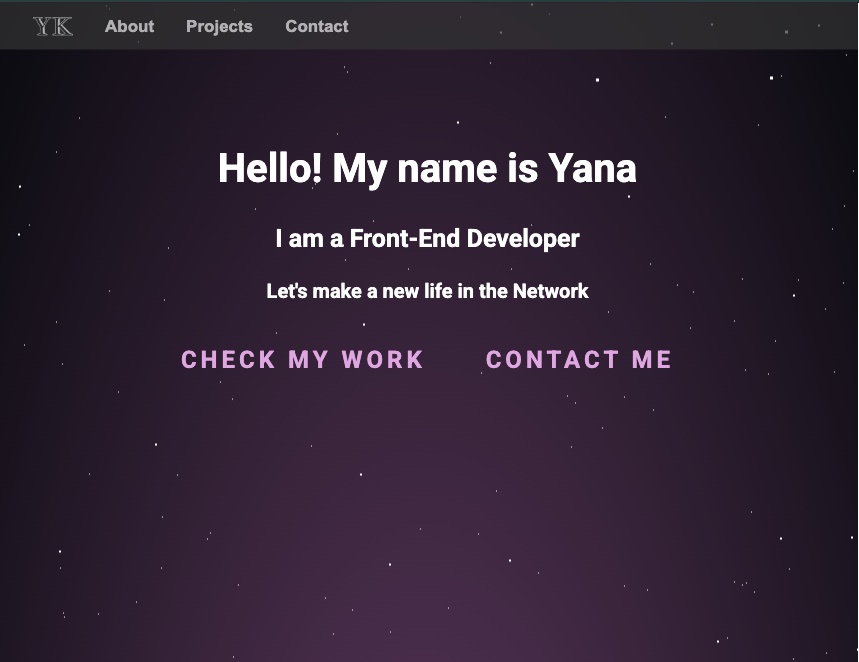 YK About Projects Contact
Hello! My name is Yana
I am a Front-End Developer
Let's make a new life in the Network
CHECK MY WORK CONTACT ME